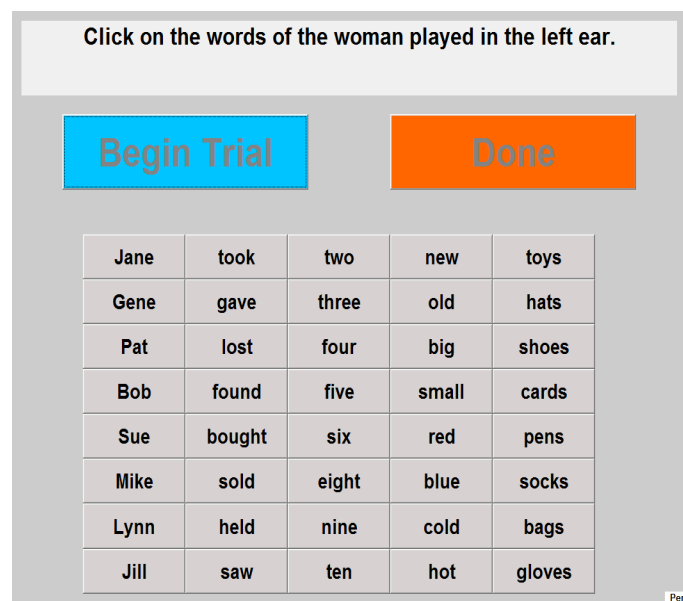 Click on the words of the woman played in the left ear.
Begin Trial Done
Jane took two new toys
Gene gave three old hats
Pat lost four big shoes
Bob found five small cards
Sue bought six red pens
Mike sold eight blue socks
Lynn held nine cold bags
Jill saw ten hot gloves